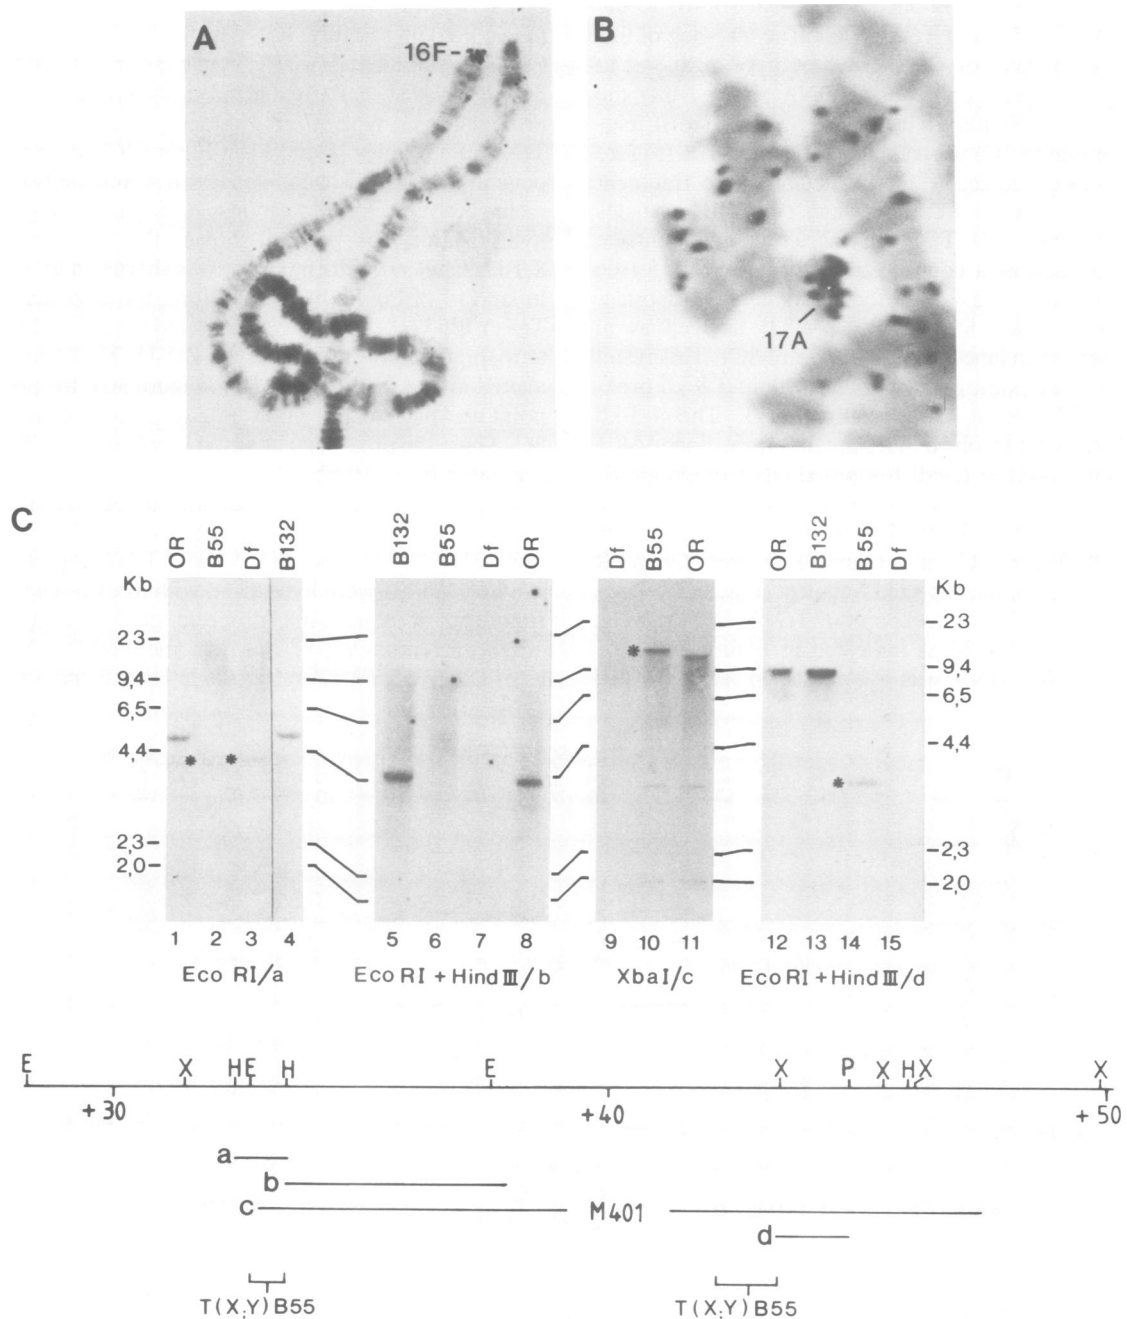 A
16F-
B
17A
C
OR B55 Df B132
B132 B55 Df OR
Df B55 OR
OR B132 B55 Df
Kb
23-
9,4-
6,5-
4,4-
2,3-
2,0-
*
*
*
*
Kb
-23
-9,4
-6,5
-4,4
-2,3
-2,0
1 2 3 4
5 6 7 8
9 10 11
12 13 14 15
Eco RI/a
Eco RI + Hind III/b
XbaI/c
Eco RI + Hind III/d
E X H E H E X P X H X X
+30 +40 +50
a
b
c M401
d
T(X;Y)B55 T(X;Y)B55